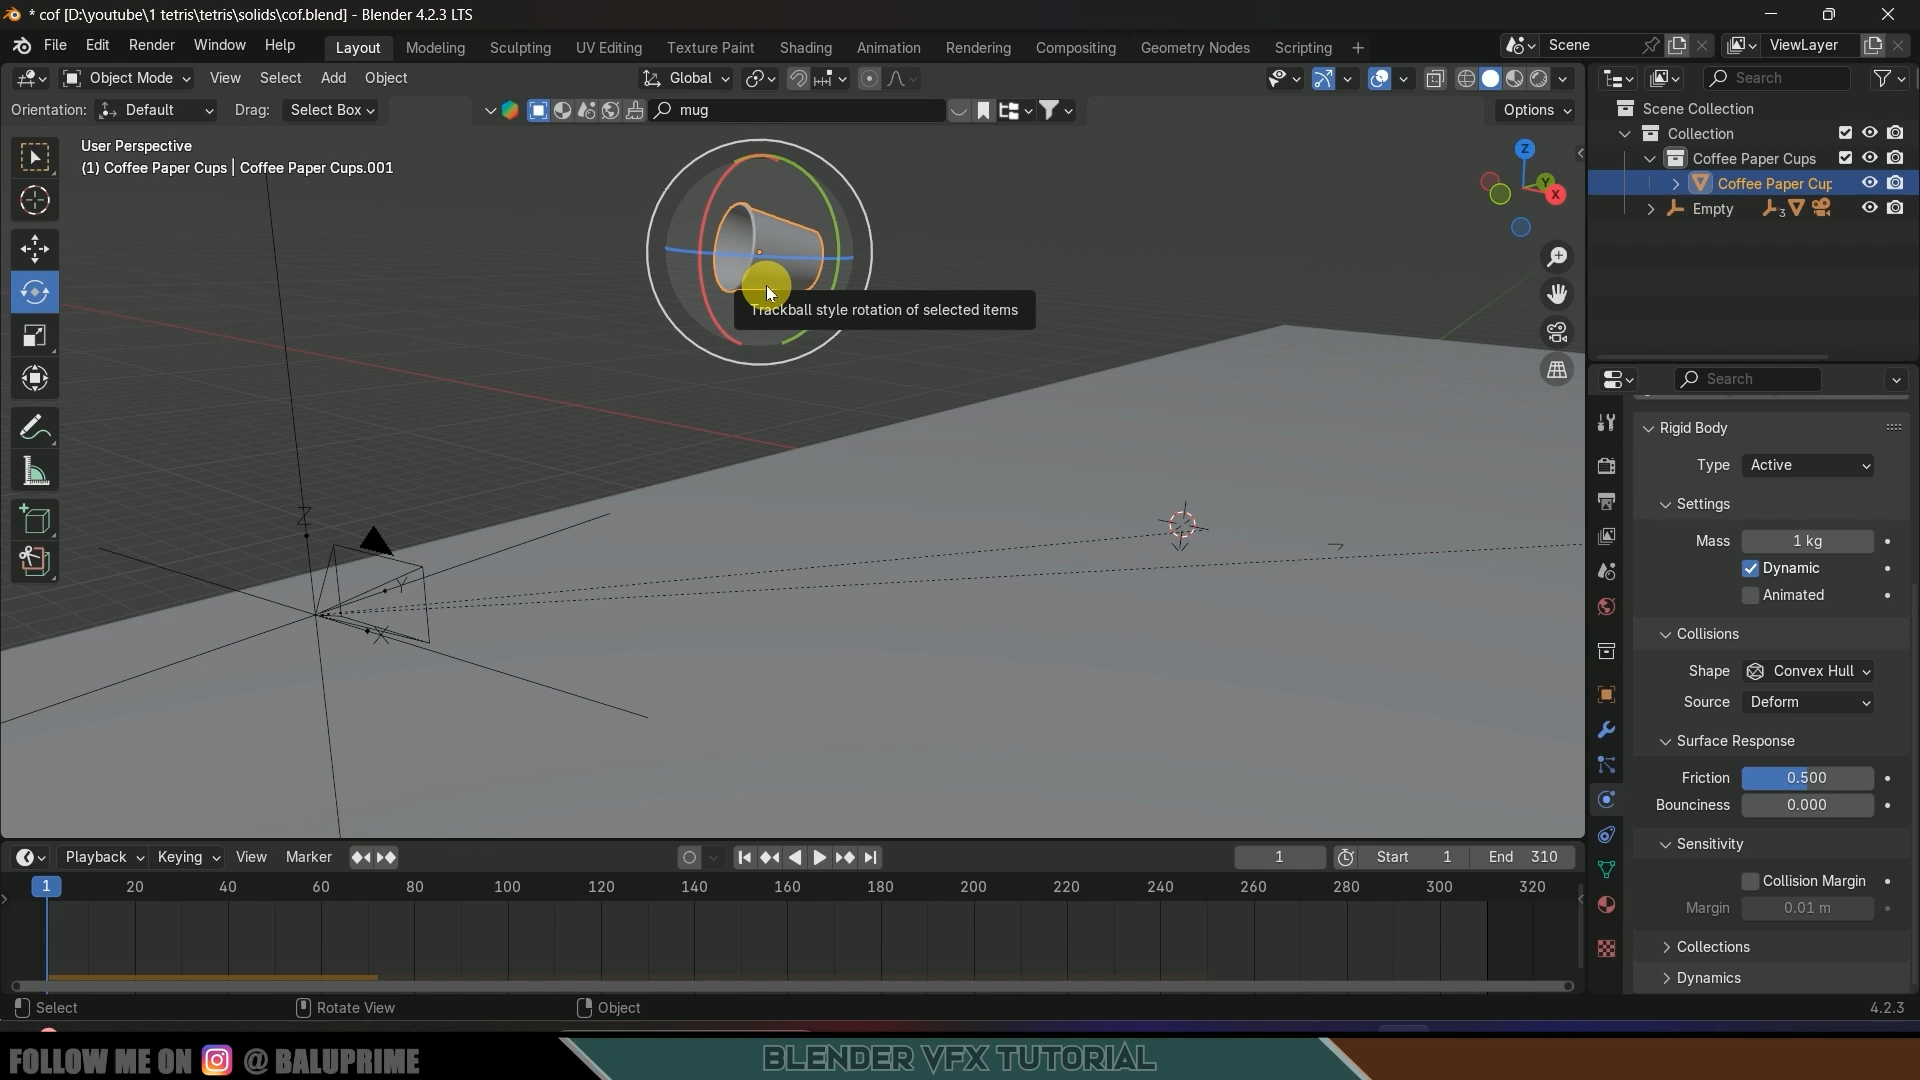 * cof [D:\youtube\1 tetris\tetris\solids\cof.blend] - Blender 4.2.3 LTS
File Edit Render Window Help Layout Modeling Sculpting UV Editing Texture Paint Shading Animation Rendering Compositing Geometry Nodes Scripting + Scene ViewLayer
Object Mode View Select Add Object Global Search
Orientation: Default Drag: Select Box mug Options
Scene Collection
Collection
Coffee Paper Cups
Coffee Paper Cup
Empty 3
User Perspective
(1) Coffee Paper Cups | Coffee Paper Cups.001
Z
Y
X
Trackball style rotation of selected items
Z
Y
X
Search
Rigid Body
Type Active
Settings
Mass 1 kg
Dynamic
Animated
Collisions
Shape Convex Hull
Source Deform
Surface Response
Friction 0.500
Bounciness 0.000
Sensitivity
Collision Margin
Margin 0.01 m
Collections
Dynamics
Playback Keying View Marker 1 Start 1 End 310
1 20 40 60 80 100 120 140 160 180 200 220 240 260 280 300 320
Select Rotate View Object 4.2.3
FOLLOW ME ON @ BALUPRIME
BLENDER VFX TUTORIAL